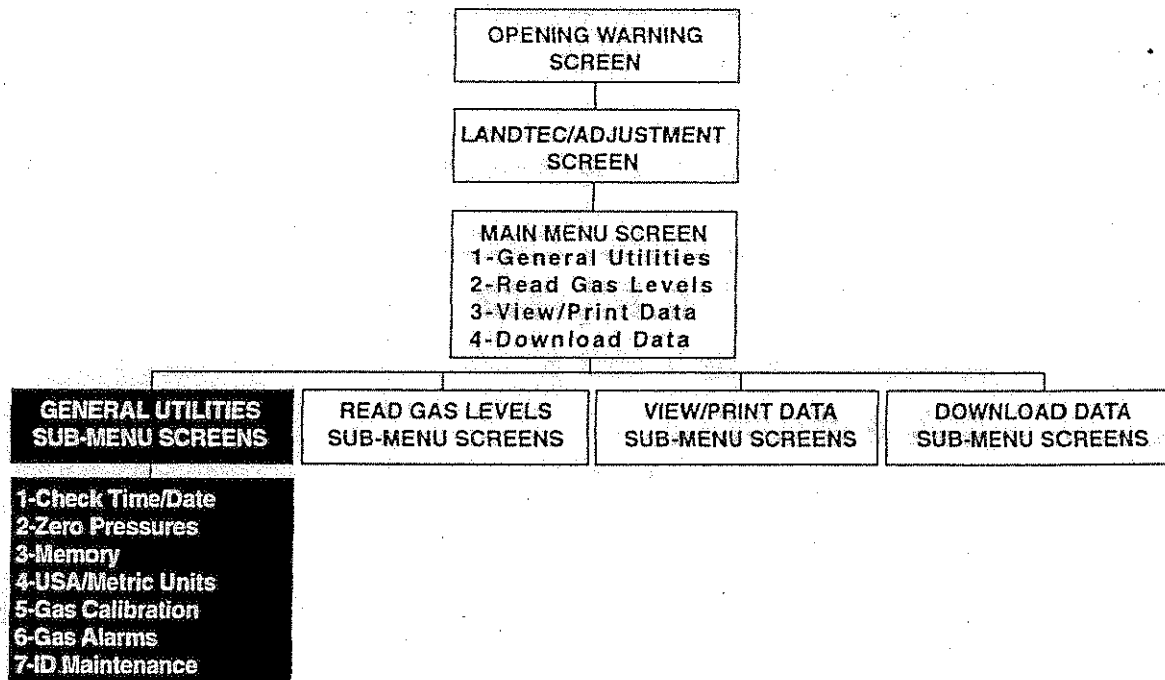 OPENING WARNING
SCREEN
LANDTEC/ADJUSTMENT
SCREEN
MAIN MENU SCREEN
1-General Utilities
2-Read Gas Levels
3-View/Print Data
4-Download Data
GENERAL UTILITIES
SUB-MENU SCREENS
READ GAS LEVELS
SUB-MENU SCREENS
VIEW/PRINT DATA
SUB-MENU SCREENS
DOWNLOAD DATA
SUB-MENU SCREENS
1-Check Time/Date
2-Zero Pressures
3-Memory
4-USA/Metric Units
5-Gas Calibration
6-Gas Alarms
7-ID Maintenance